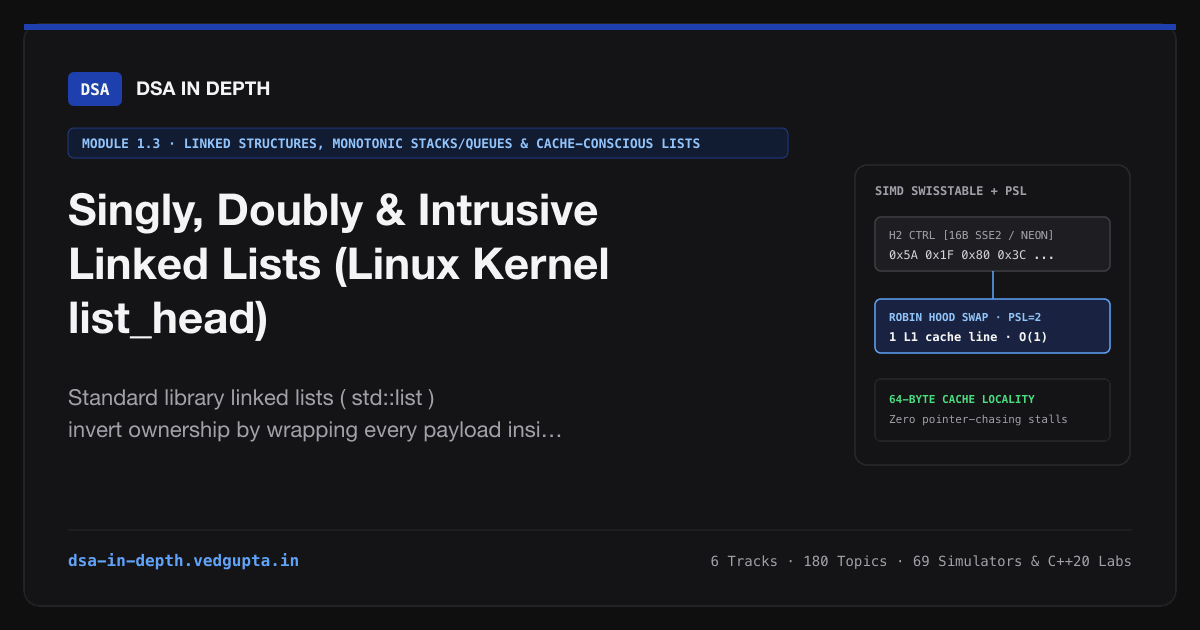 DSA
DSA IN DEPTH
MODULE 1.3 · LINKED STRUCTURES, MONOTONIC STACKS/QUEUES & CACHE-CONSCIOUS LISTS
Singly, Doubly & Intrusive
Linked Lists (Linux Kernel
list_head)
Standard library linked lists ( std::list )
invert ownership by wrapping every payload insi…
SIMD SWISSTABLE + PSL
H2 CTRL [16B SSE2 / NEON]
0x5A 0x1F 0x80 0x3C ...
ROBIN HOOD SWAP · PSL=2
1 L1 cache line · O(1)
64-BYTE CACHE LOCALITY
Zero pointer-chasing stalls
dsa-in-depth.vedgupta.in
6 Tracks · 180 Topics · 69 Simulators & C++20 Labs